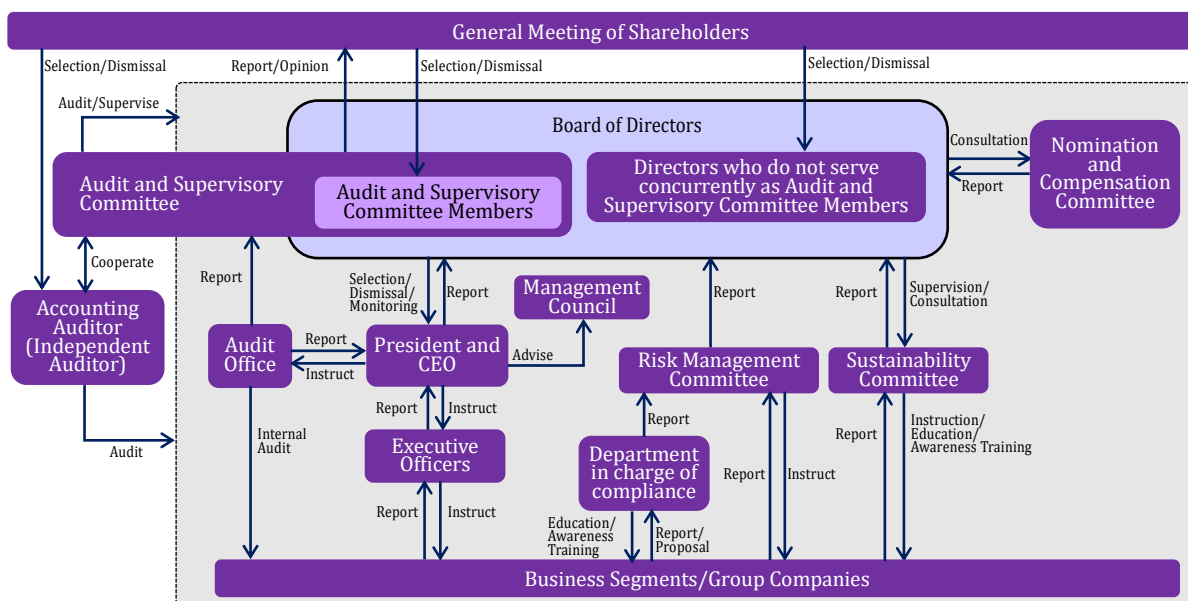 General Meeting of Shareholders
Selection/Dismissal
Report/Opinion
Selection/Dismissal
Selection/Dismissal
Audit/Supervise
Board of Directors
Audit and Supervisory
Committee
Audit and Supervisory
Committee Members
Directors who do not serve
concurrently as Audit and
Supervisory Committee Members
Consultation
Report
Nomination
and
Compensation
Committee
Cooperate
Report
Selection/
Dismissal/
Monitoring
Report
Management
Council
Report
Report
Supervision/
Consultation
Accounting
Auditor
(Independent
Auditor)
Audit
Office
Report
Instruct
President and
CEO
Advise
Risk Management
Committee
Sustainability
Committee
Report
Instruct
Report
Audit
Internal
Audit
Executive
Officers
Department
in charge of
compliance
Report
Instruct
Report
Instruction/
Education/
Awareness Training
Report
Instruct
Education/
Awareness
Training
Report/
Proposal
Business Segments/Group Companies